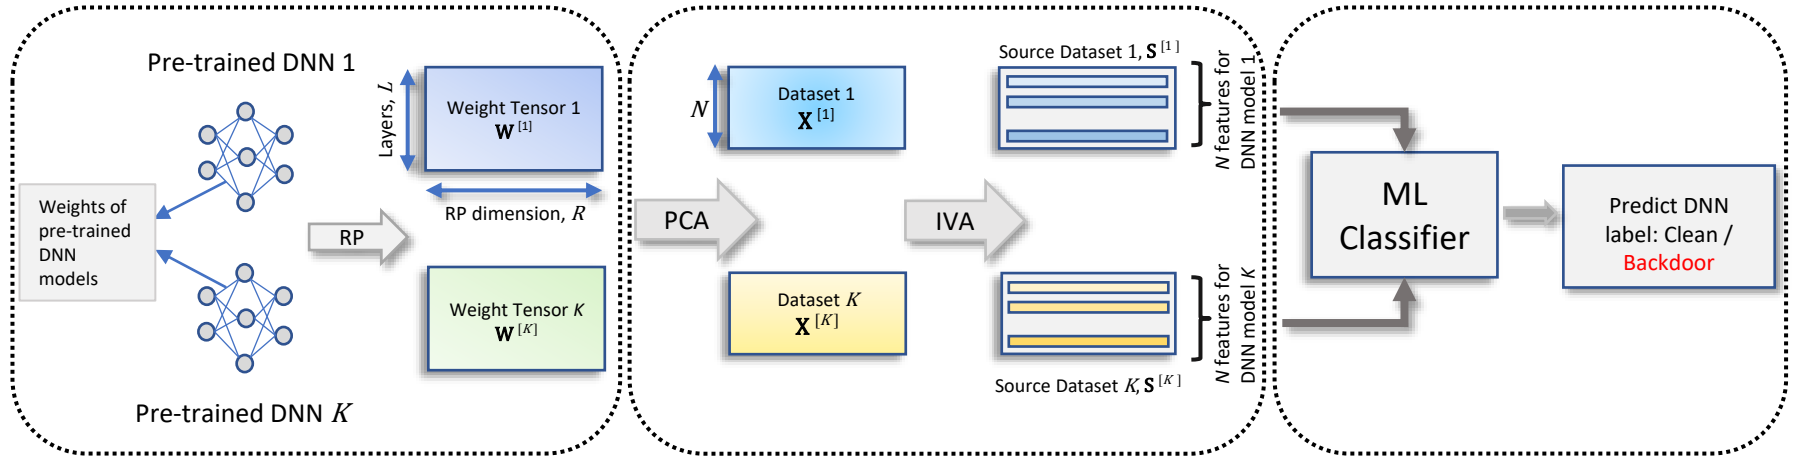 Pre-trained DNN 1
Weights of
pre-trained
DNN
models
Pre-trained DNN K
RP
Layers, L
Weight Tensor 1
W[1]
RP dimension, R
Weight Tensor K
W[K]
PCA
N
Dataset 1
X[1]
Dataset K
X[K]
IVA
Source Dataset 1, S[1]
N features for
DNN model 1
Source Dataset K, S[K]
N features for
DNN model K
ML
Classifier
Predict DNN
label: Clean /
Backdoor